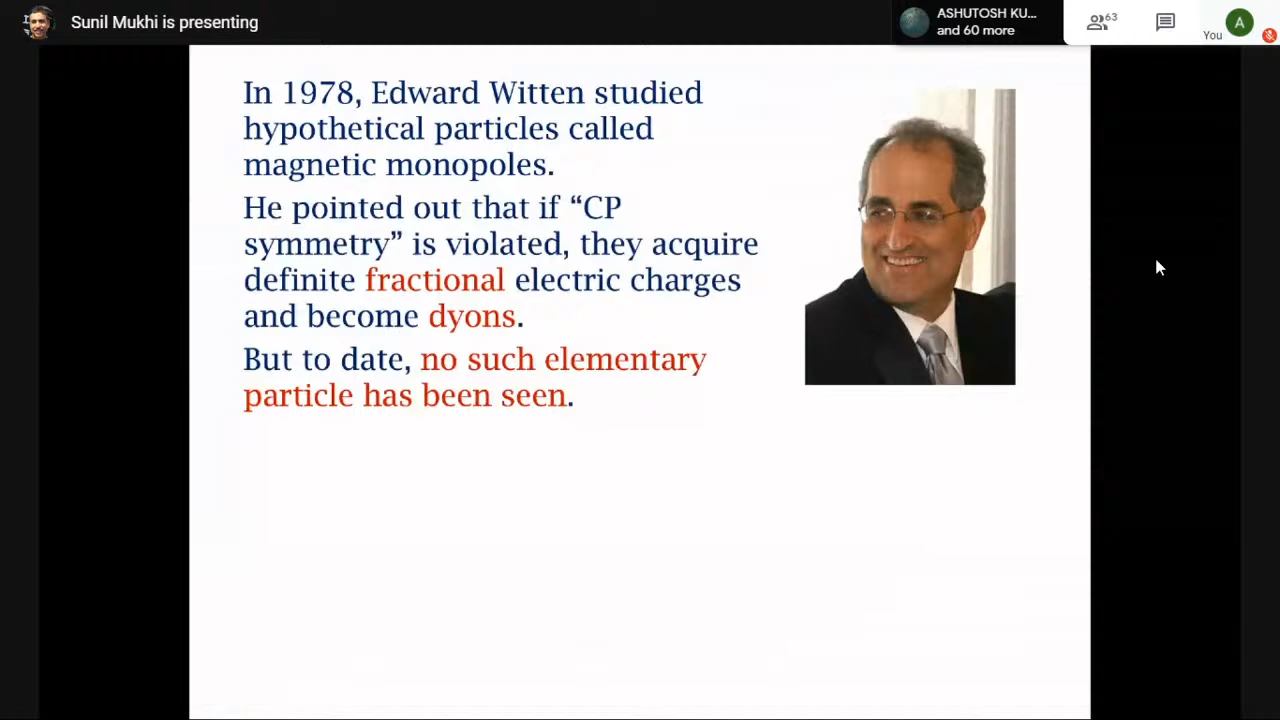 Sunil Mukhi is presenting
ASHUTOSH KU...
and 60 more
63
You
A
In 1978, Edward Witten studied
hypothetical particles called
magnetic monopoles.
He pointed out that if “CP
symmetry” is violated, they acquire
definite fractional electric charges
and become dyons.
But to date, no such elementary
particle has been seen.